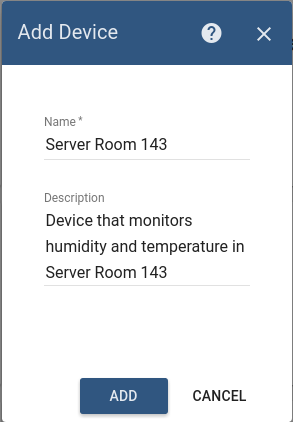 Add Device
Name *
Server Room 143
Description
Device that monitors
humidity and temperature in
Server Room 143
ADD
CANCEL